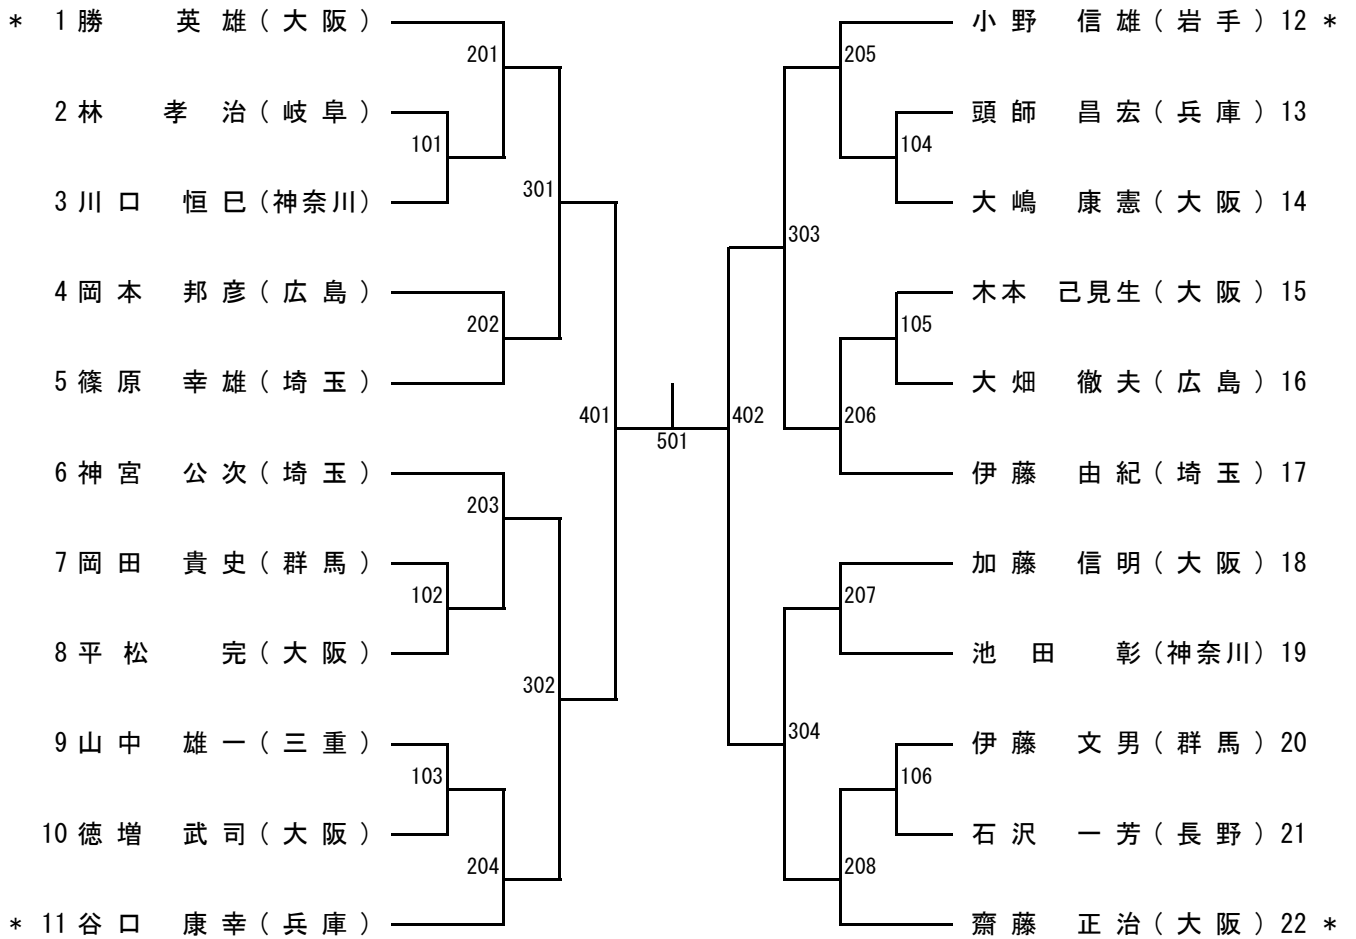 * 1 勝 英雄(大阪)
2 林 孝治(岐阜)
3 川口 恒巳(神奈川)
4 岡本 邦彦(広島)
5 篠原 幸雄(埼玉)
6 神宮 公次(埼玉)
7 岡田 貴史(群馬)
8 平松 完(大阪)
9 山中 雄一(三重)
10 徳増 武司(大阪)
* 11 谷口 康幸(兵庫)
101
102
103
201
202
203
204
301
302
401
501
402
303
304
205
206
207
208
104
105
106
小野 信雄(岩手) 12 *
頭師 昌宏(兵庫) 13
大嶋 康憲(大阪) 14
木本 己見生(大阪) 15
大畑 徹夫(広島) 16
伊藤 由紀(埼玉) 17
加藤 信明(大阪) 18
池田 彰(神奈川) 19
伊藤 文男(群馬) 20
石沢 一芳(長野) 21
齋藤 正治(大阪) 22 *